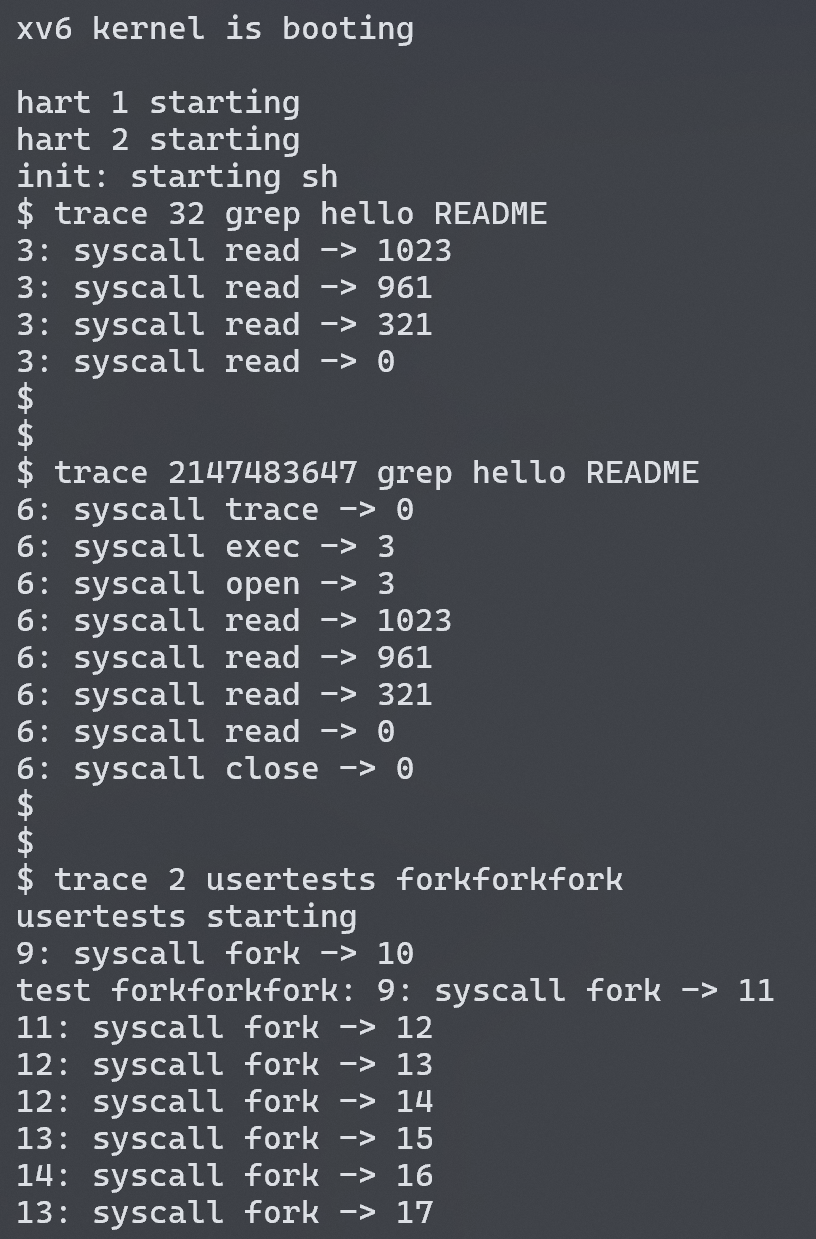 xv6 kernel is booting
hart 1 starting
hart 2 starting
init: starting sh
$ trace 32 grep hello README
3: syscall read -> 1023
3: syscall read -> 961
3: syscall read -> 321
3: syscall read -> 0
$
$
$ trace 2147483647 grep hello README
6: syscall trace -> 0
6: syscall exec -> 3
6: syscall open -> 3
6: syscall read -> 1023
6: syscall read -> 961
6: syscall read -> 321
6: syscall read -> 0
6: syscall close -> 0
$
$
$ trace 2 usertests forkforkfork
usertests starting
9: syscall fork -> 10
test forkforkfork: 9: syscall fork -> 11
11: syscall fork -> 12
12: syscall fork -> 13
12: syscall fork -> 14
13: syscall fork -> 15
14: syscall fork -> 16
13: syscall fork -> 17